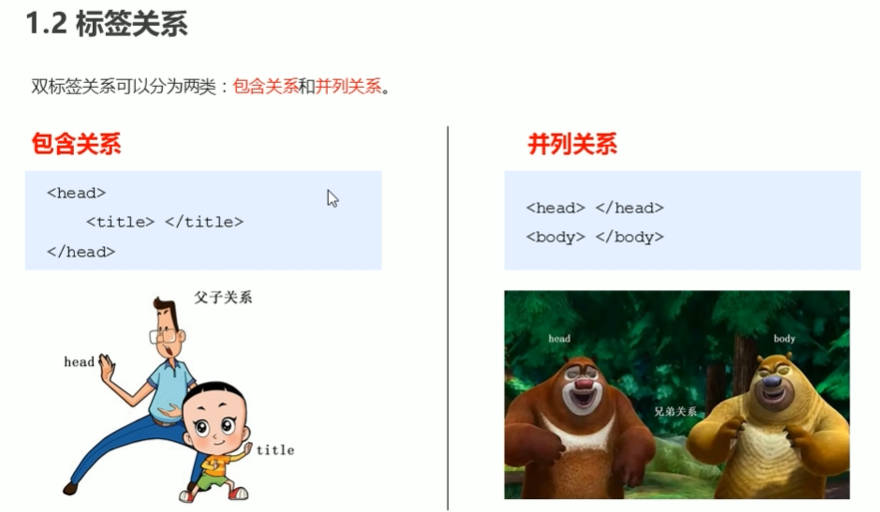 1.2 标签关系
双标签关系可以分为两类：包含关系和并列关系。
包含关系
<head>
<title> </title>
</head>
父子关系
head
title
并列关系
<head> </head>
<body> </body>
head
body
兄弟关系